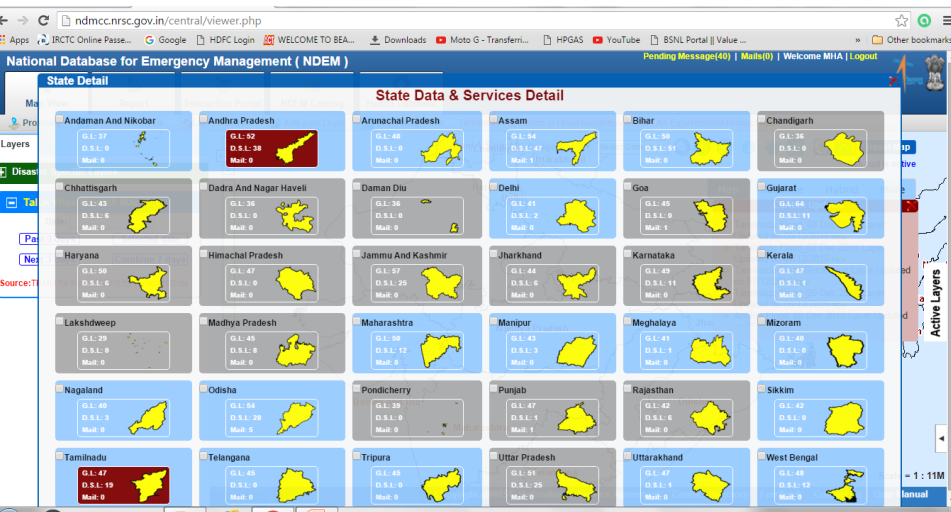 ndmcc.nrsc.gov.in/central/viewer.php
Apps IRCTC Online Passe... Google HDFC Login WELCOME TO BEA... Downloads Moto G - Transferri... HPGAS YouTube BSNL Portal || Value ... » Other bookmarks
National Database for Emergency Management ( NDEM )
Pending Message(40) | Mails(0) | Welcome MHA | Logout
State Detail
State Data & Services Detail
Layers
Active Layers
= 1 : 11M
Andaman And Nikobar
G.L: 37
D.S.L: 0
Mail: 0
Andhra Pradesh
G.L: 52
D.S.L: 38
Mail: 0
Arunachal Pradesh
G.L: 48
D.S.L: 0
Mail: 0
Assam
G.L: 54
D.S.L: 47
Mail: 1
Bihar
G.L: 50
D.S.L: 51
Mail: 0
Chandigarh
G.L: 36
D.S.L: 0
Mail: 0
Chhattisgarh
G.L: 43
D.S.L: 6
Mail: 0
Dadra And Nagar Haveli
G.L: 36
D.S.L: 0
Mail: 0
Daman Diu
G.L: 36
D.S.L: 0
Mail: 0
Delhi
G.L: 41
D.S.L: 2
Mail: 0
Goa
G.L: 45
D.S.L: 0
Mail: 1
Gujarat
G.L: 64
D.S.L: 11
Mail: 0
Haryana
G.L: 50
D.S.L: 6
Mail: 0
Himachal Pradesh
G.L: 47
D.S.L: 0
Mail: 0
Jammu And Kashmir
G.L: 57
D.S.L: 25
Mail: 0
Jharkhand
G.L: 44
D.S.L: 6
Mail: 0
Karnataka
G.L: 49
D.S.L: 11
Mail: 0
Kerala
G.L: 47
D.S.L: 1
Mail: 0
Lakshdweep
G.L: 29
D.S.L: 0
Mail: 0
Madhya Pradesh
G.L: 45
D.S.L: 8
Mail: 0
Maharashtra
G.L: 50
D.S.L: 12
Mail: 0
Manipur
G.L: 43
D.S.L: 3
Mail: 0
Meghalaya
G.L: 41
D.S.L: 1
Mail: 0
Mizoram
G.L: 40
D.S.L: 0
Mail: 0
Nagaland
G.L: 40
D.S.L: 3
Mail: 0
Odisha
G.L: 54
D.S.L: 28
Mail: 5
Pondicherry
G.L: 39
D.S.L: 0
Mail: 0
Punjab
G.L: 47
D.S.L: 1
Mail: 1
Rajasthan
G.L: 42
D.S.L: 6
Mail: 0
Sikkim
G.L: 42
D.S.L: 0
Mail: 0
Tamilnadu
G.L: 47
D.S.L: 19
Mail: 0
Telangana
G.L: 45
D.S.L: 0
Mail: 0
Tripura
G.L: 45
D.S.L: 0
Mail: 0
Uttar Pradesh
G.L: 51
D.S.L: 25
Mail: 0
Uttarakhand
G.L: 47
D.S.L: 1
Mail: 0
West Bengal
G.L: 48
D.S.L: 12
Mail: 0